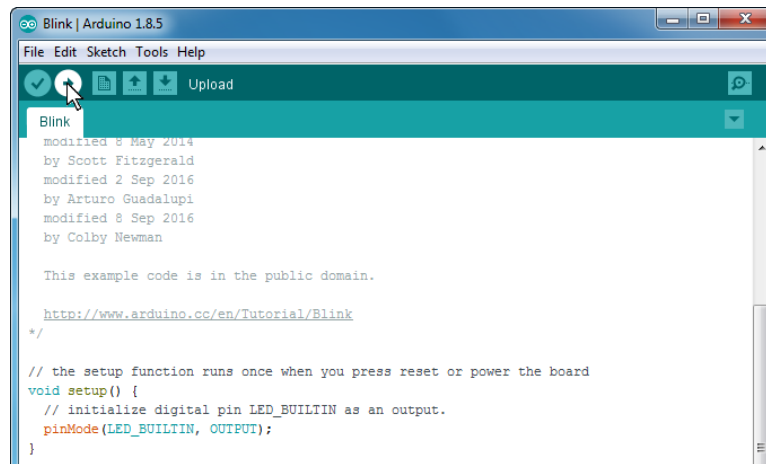 Blink | Arduino 1.8.5
File Edit Sketch Tools Help
Upload
Blink
modified 8 May 2014
by Scott Fitzgerald
modified 2 Sep 2016
by Arturo Guadalupi
modified 8 Sep 2016
by Colby Newman
This example code is in the public domain.
http://www.arduino.cc/en/Tutorial/Blink
*/
// the setup function runs once when you press reset or power the board
void setup() {
// initialize digital pin LED_BUILTIN as an output.
pinMode(LED_BUILTIN, OUTPUT);
}